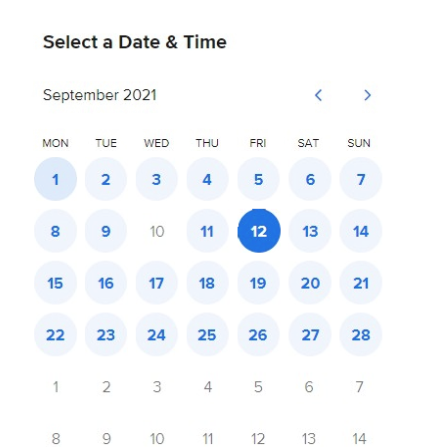 Select a Date & Time
September 2021
MON TUE WED THU FRI SAT SUN
1 2 3 4 5 6 7
8 9 10 11 12 13 14
15 16 17 18 19 20 21
22 23 24 25 26 27 28
1 2 3 4 5 6 7
8 9 10 11 12 13 14